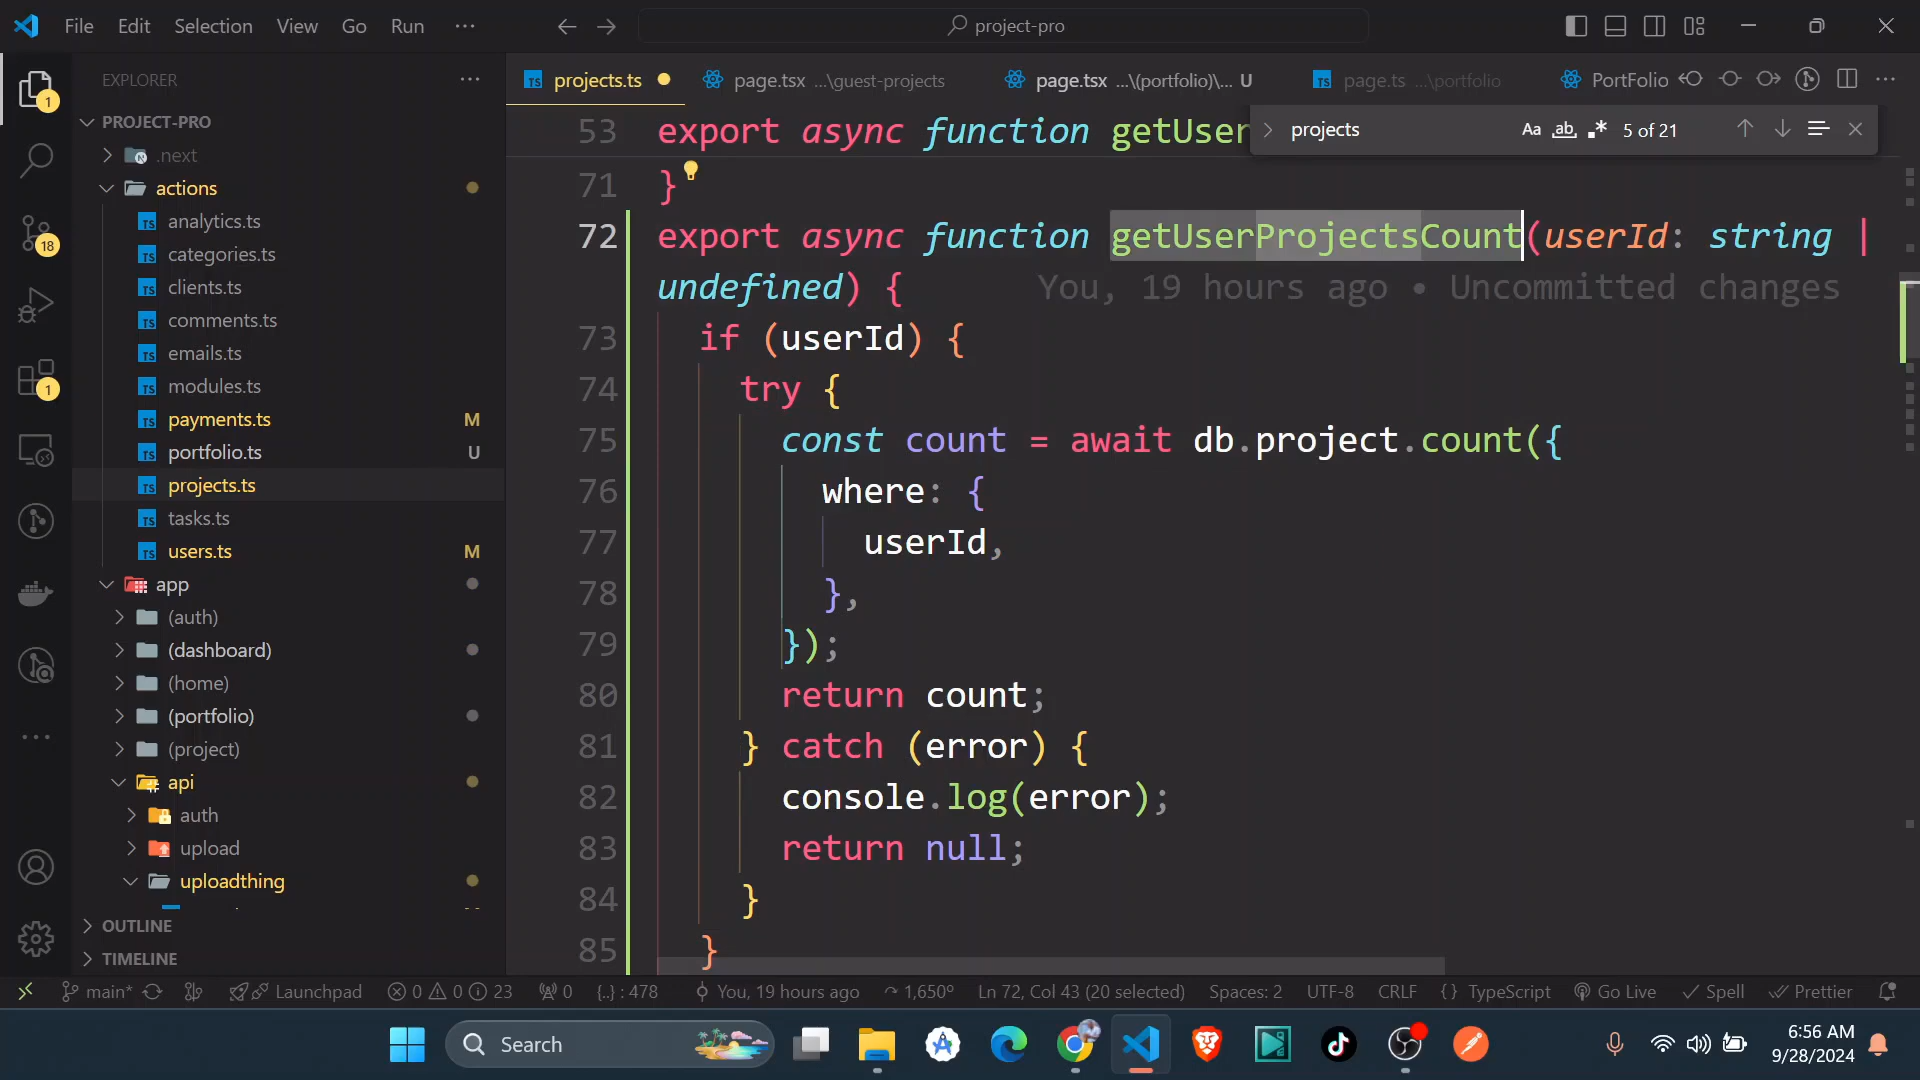 File Edit Selection View Go Run ··· project-pro
EXPLORER ···
PROJECT-PRO
.next
actions
analytics.ts
categories.ts
clients.ts
comments.ts
emails.ts
modules.ts
payments.ts M
portfolio.ts U
projects.ts
tasks.ts
users.ts M
app
(auth)
(dashboard)
(home)
(portfolio)
(project)
api
auth
upload
uploadthing
OUTLINE
TIMELINE
1
18
1
projects.ts page.tsx ...\guest-projects page.tsx ...\(portfolio)\... U page.ts ...\portfolio PortFolio ···
projects Aa ab .* 5 of 21
53 export async function getUser
71 }
72 export async function getUserProjectsCount(userId: string |
undefined) { You, 19 hours ago • Uncommitted changes
73 if (userId) {
74 try {
75 const count = await db.project.count({
76 where: {
77 userId,
78 },
79 });
80 return count;
81 } catch (error) {
82 console.log(error);
83 return null;
84 }
85 }
main* Launchpad 0 0 23 0 {..} : 478 You, 19 hours ago 1,650° Ln 72, Col 43 (20 selected) Spaces: 2 UTF-8 CRLF {} TypeScript Go Live Spell Prettier
Search
6:56 AM
9/28/2024